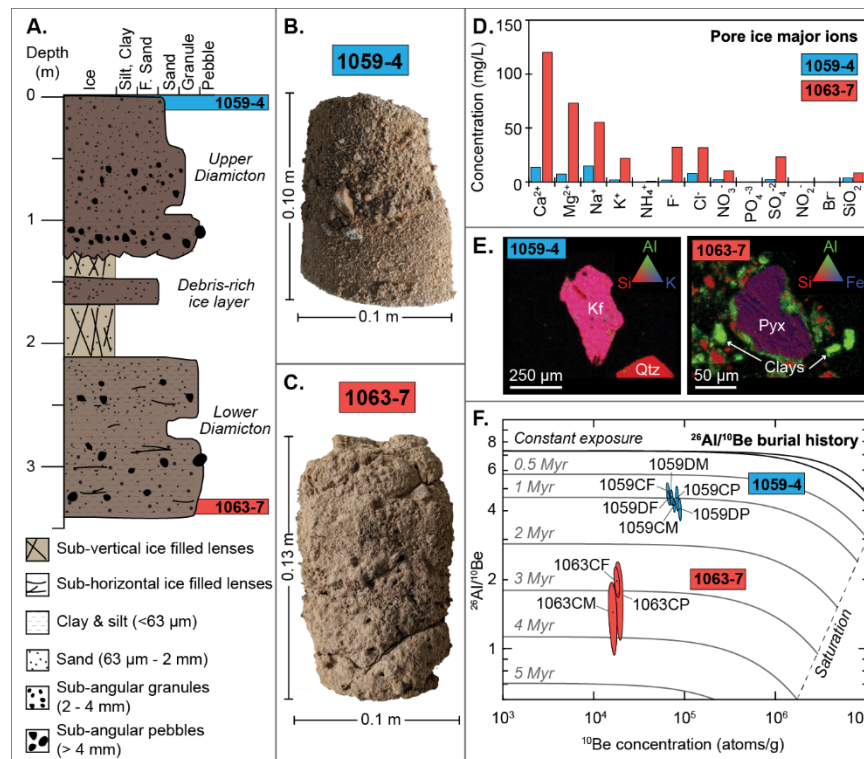 A.
Depth
(m)
Ice
Silt, Clay
F. Sand
Sand
Granule
Pebble
0
1059-4
Upper
Diamicton
1
Debris-rich
ice layer
2
Lower
Diamicton
3
1063-7
Sub-vertical ice filled lenses
Sub-horizontal ice filled lenses
Clay & silt (<63 µm)
Sand (63 µm - 2 mm)
Sub-angular granules
(2 - 4 mm)
Sub-angular pebbles
(> 4 mm)
B.
1059-4
0.10 m
0.1 m
C.
1063-7
0.13 m
0.1 m
D.
Pore ice major ions
1059-4
1063-7
Concentration (mg/L)
150
100
50
0
Ca²⁺
Mg²⁺
Na⁺
K⁺
NH₄⁺
F⁻
Cl⁻
NO₃⁻
PO₄⁻³
SO₄⁻²
NO₂⁻
Br⁻
SiO₂
E.
1059-4
Al
Si
K
Kf
Qtz
250 µm
1063-7
Al
Si
Fe
Pyx
Clays
50 µm
F.
²⁶Al/¹⁰Be burial history
Constant exposure
0.5 Myr
1 Myr
2 Myr
3 Myr
4 Myr
5 Myr
1059DM
1059CF
1059CP
1059DF
1059DP
1059CM
1059-4
1063CF
1063CM
1063CP
1063-7
Saturation
²⁶Al/¹⁰Be
8
6
4
2
1
10³
10⁴
10⁵
10⁶
¹⁰Be concentration (atoms/g)